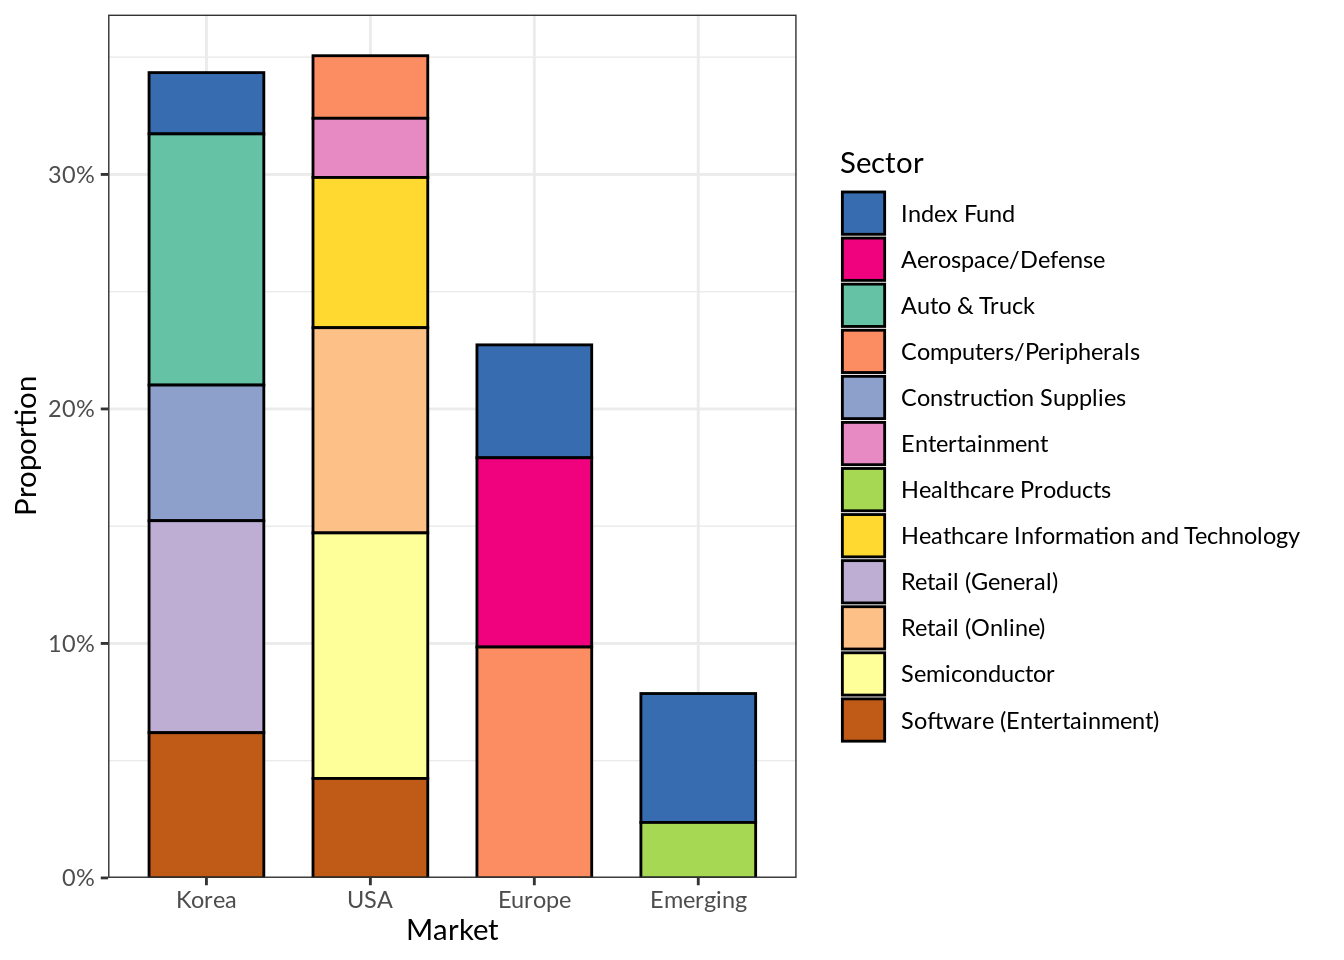 30%
20%
10%
0%
Proportion
Korea
USA
Europe
Emerging
Market
Sector
Index Fund
Aerospace/Defense
Auto & Truck
Computers/Peripherals
Construction Supplies
Entertainment
Healthcare Products
Heathcare Information and Technology
Retail (General)
Retail (Online)
Semiconductor
Software (Entertainment)